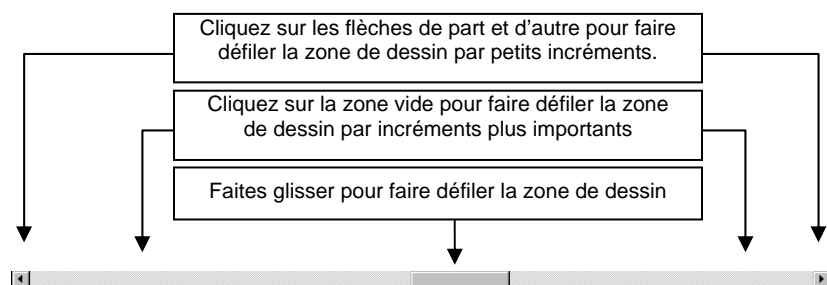 Cliquez sur les flèches de part et d'autre pour faire
défiler la zone de dessin par petits incréments.
Cliquez sur la zone vide pour faire défiler la zone
de dessin par incréments plus importants
Faites glisser pour faire défiler la zone de dessin